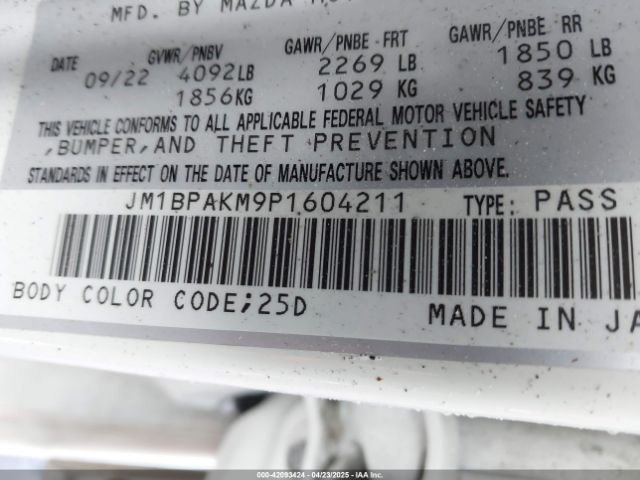 MFD. BY MAZDA
DATE GVWR/PNBV GAWR/PNBE - FRT GAWR/PNBE RR
09/22 4092LB 2269 LB 1850 LB
1856KG 1029 KG 839 KG
THIS VEHICLE CONFORMS TO ALL APPLICABLE FEDERAL MOTOR VEHICLE SAFETY
,BUMPER,AND THEFT PREVENTION
STANDARDS IN EFFECT ON THE DATE OF MANUFACTURE SHOWN ABOVE.
JM1BPAKM9P1604211 TYPE: PASS
BODY COLOR CODE;25D MADE IN JA
000-42093424 - 04/23/2025 - IAA, Inc.